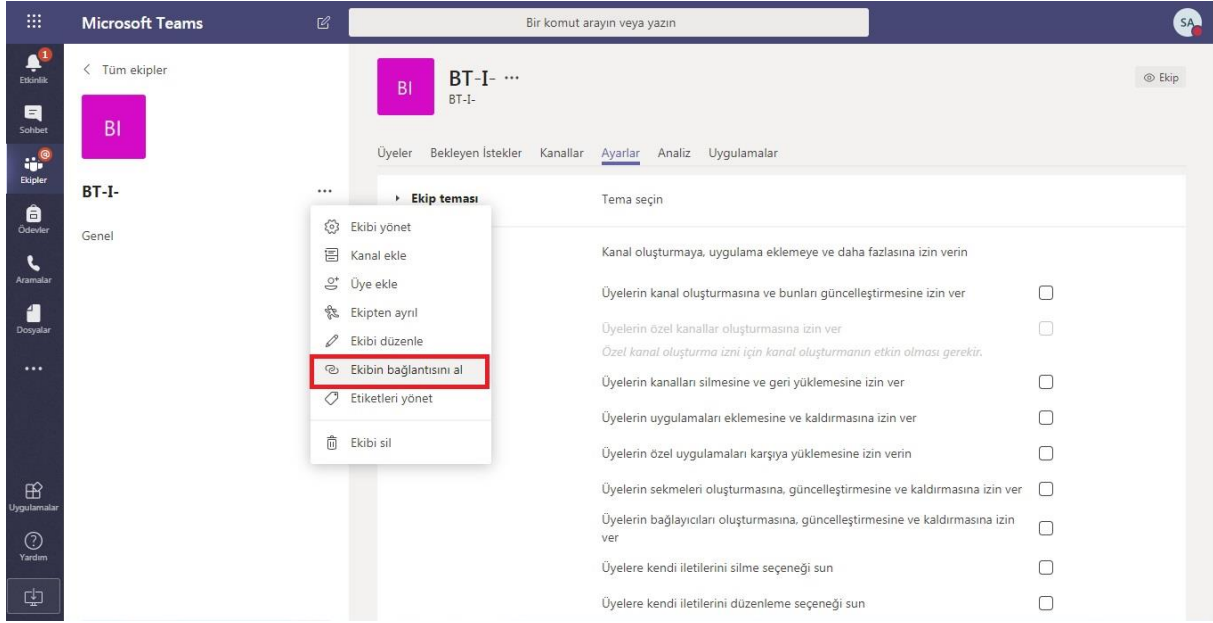 Microsoft Teams
Bir komut arayın veya yazın
SA
1
Etkinlik
Sohbet
@
Ekipler
Ödevler
Aramalar
Dosyalar
Uygulamalar
Yardım
Tüm ekipler
BI
BT-I-
Genel
Ekibi yönet
Kanal ekle
Üye ekle
Ekipten ayrıl
Ekibi düzenle
Ekibin bağlantısını al
Etiketleri yönet
Ekibi sil
BI
BT-I-
BT-I-
Ekip
Üyeler Bekleyen İstekler Kanallar Ayarlar Analiz Uygulamalar
Ekip teması
Tema seçin
Kanal oluşturmaya, uygulama eklemeye ve daha fazlasına izin verin
Üyelerin kanal oluşturmasına ve bunları güncelleştirmesine izin ver
Üyelerin özel kanallar oluşturmasına izin ver
Özel kanal oluşturma izni için kanal oluşturmanın etkin olması gerekir.
Üyelerin kanalları silmesine ve geri yüklemesine izin ver
Üyelerin uygulamaları eklemesine ve kaldırmasına izin ver
Üyelerin özel uygulamaları karşıya yüklemesine izin verin
Üyelerin sekmeleri oluşturmasına, güncelleştirmesine ve kaldırmasına izin ver
Üyelerin bağlayıcıları oluşturmasına, güncelleştirmesine ve kaldırmasına izin
ver
Üyelere kendi iletilerini silme seçeneği sun
Üyelere kendi iletilerini düzenleme seçeneği sun